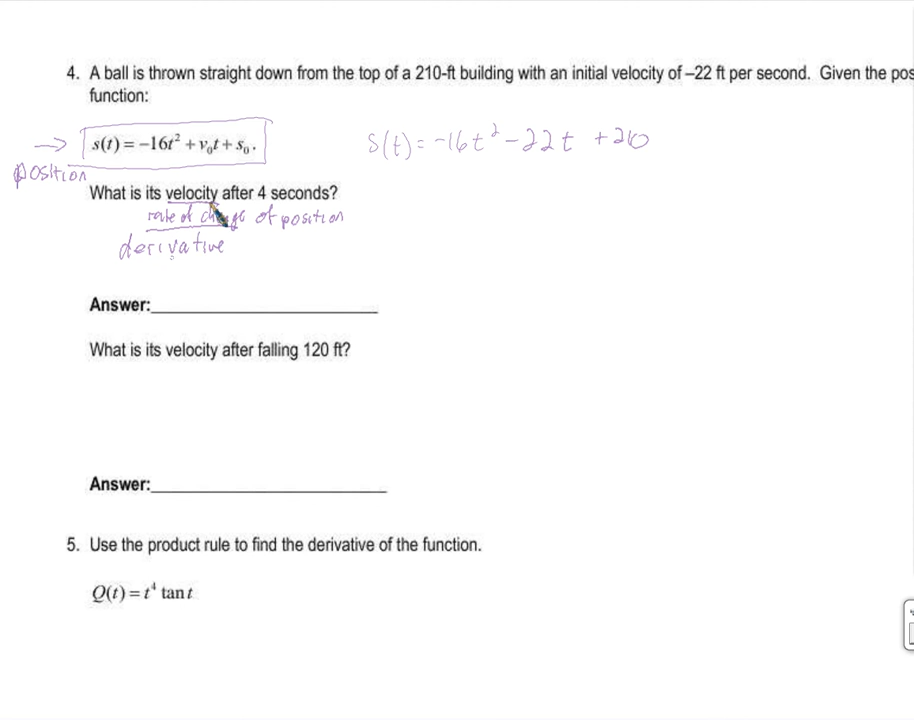 4. A ball is thrown straight down from the top of a 210-ft building with an initial velocity of –22 ft per second. Given the pos
function:
s(t) = −16t² + v₀t + s₀.
s(t) = -16t² - 22t + 210
→
position
What is its velocity after 4 seconds?
rate of change of position
derivative
Answer:
What is its velocity after falling 120 ft?
Answer:
5. Use the product rule to find the derivative of the function.
Q(t) = t⁴ tan t